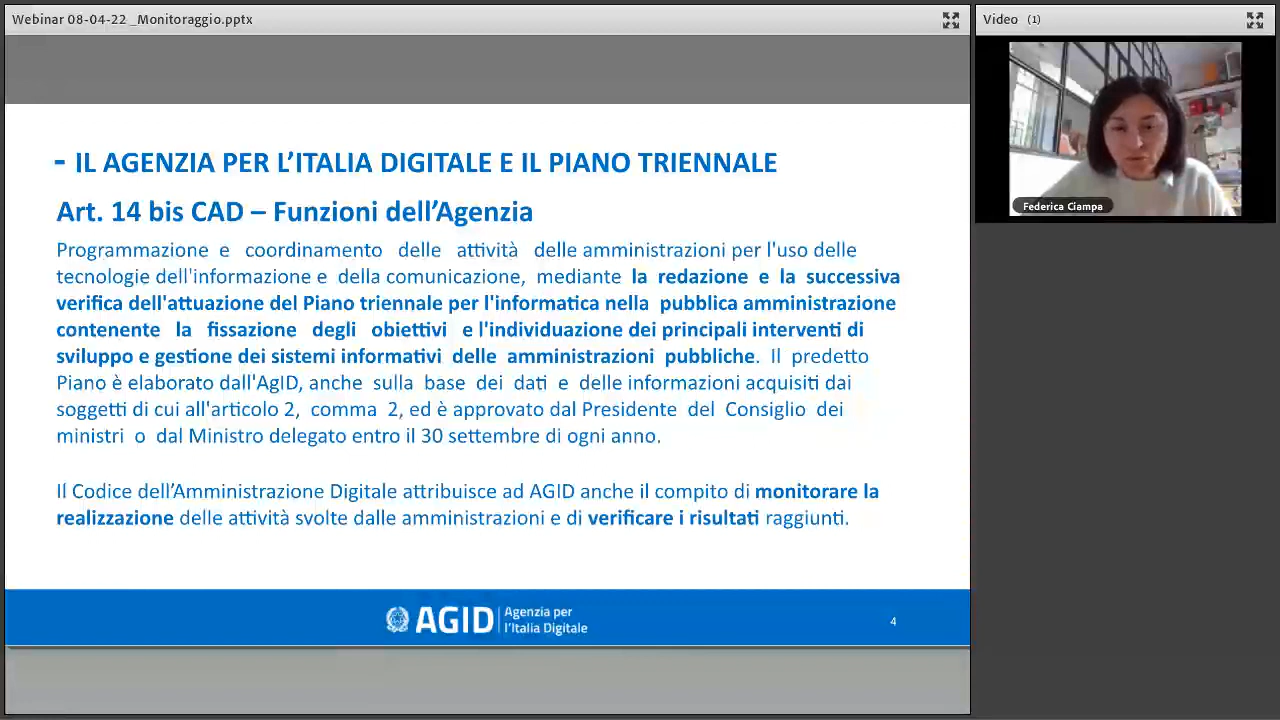 Webinar 08-04-22 _Monitoraggio.pptx
Video (1)
- IL AGENZIA PER L'ITALIA DIGITALE E IL PIANO TRIENNALE
Art. 14 bis CAD – Funzioni dell'Agenzia
Programmazione e coordinamento delle attività delle amministrazioni per l'uso delle
tecnologie dell'informazione e della comunicazione, mediante la redazione e la successiva
verifica dell'attuazione del Piano triennale per l'informatica nella pubblica amministrazione
contenente la fissazione degli obiettivi e l'individuazione dei principali interventi di
sviluppo e gestione dei sistemi informativi delle amministrazioni pubbliche. Il predetto
Piano è elaborato dall'AgID, anche sulla base dei dati e delle informazioni acquisiti dai
soggetti di cui all'articolo 2, comma 2, ed è approvato dal Presidente del Consiglio dei
ministri o dal Ministro delegato entro il 30 settembre di ogni anno.
Il Codice dell'Amministrazione Digitale attribuisce ad AGID anche il compito di monitorare la
realizzazione delle attività svolte dalle amministrazioni e di verificare i risultati raggiunti.
AGID
Agenzia per
l'Italia Digitale
4
Federica Ciampa